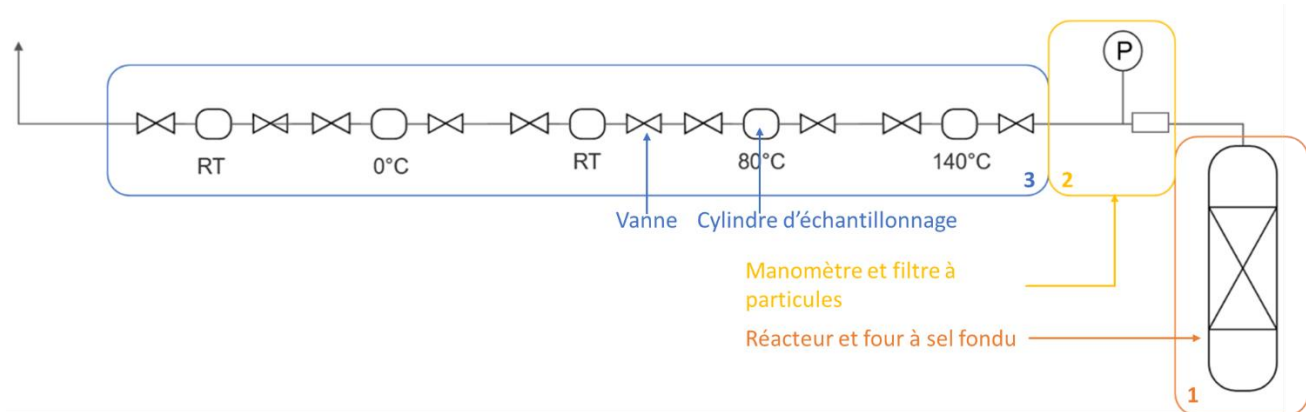 P
RT
0°C
RT
80°C
140°C
3
2
Vanne
Cylindre d'échantillonnage
Manomètre et filtre à
particules
Réacteur et four à sel fondu
1